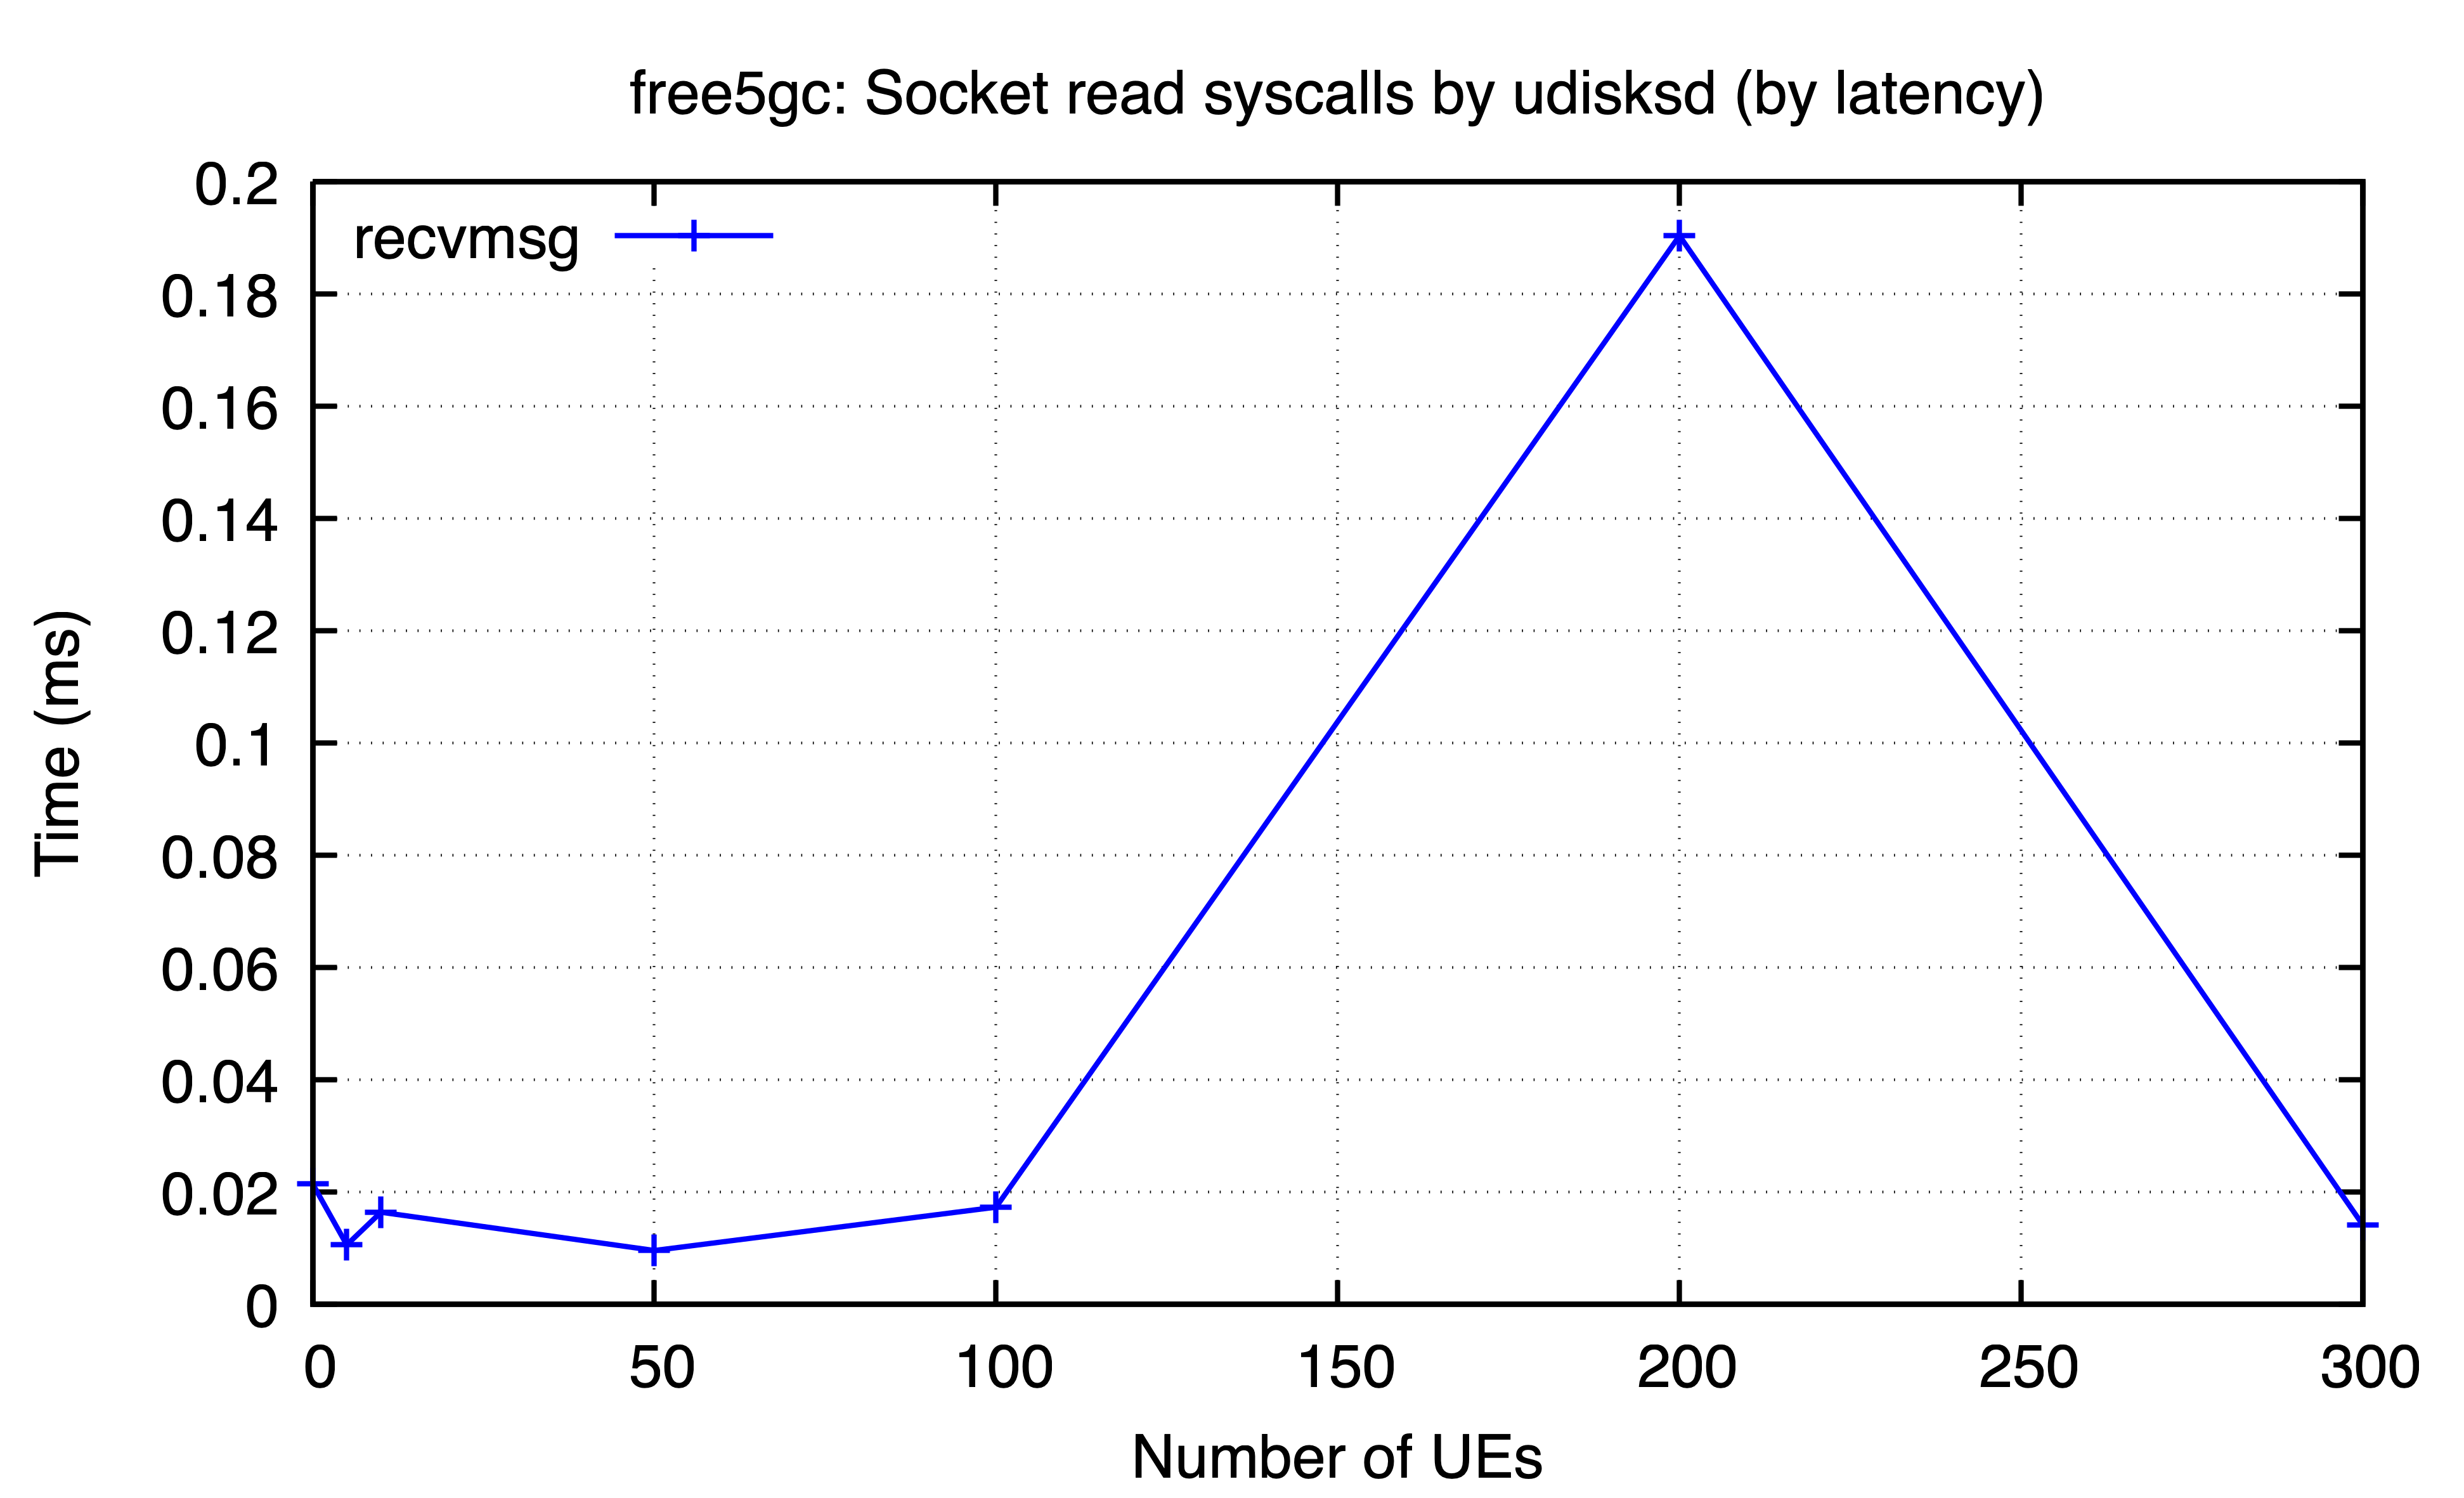 free5gc: Socket read syscalls by udisksd (by latency)
0.2
recvmsg
0.18
0.16
0.14
0.12
0.1
0.08
0.06
0.04
0.02
0
Time (ms)
0 50 100 150 200 250 300
Number of UEs